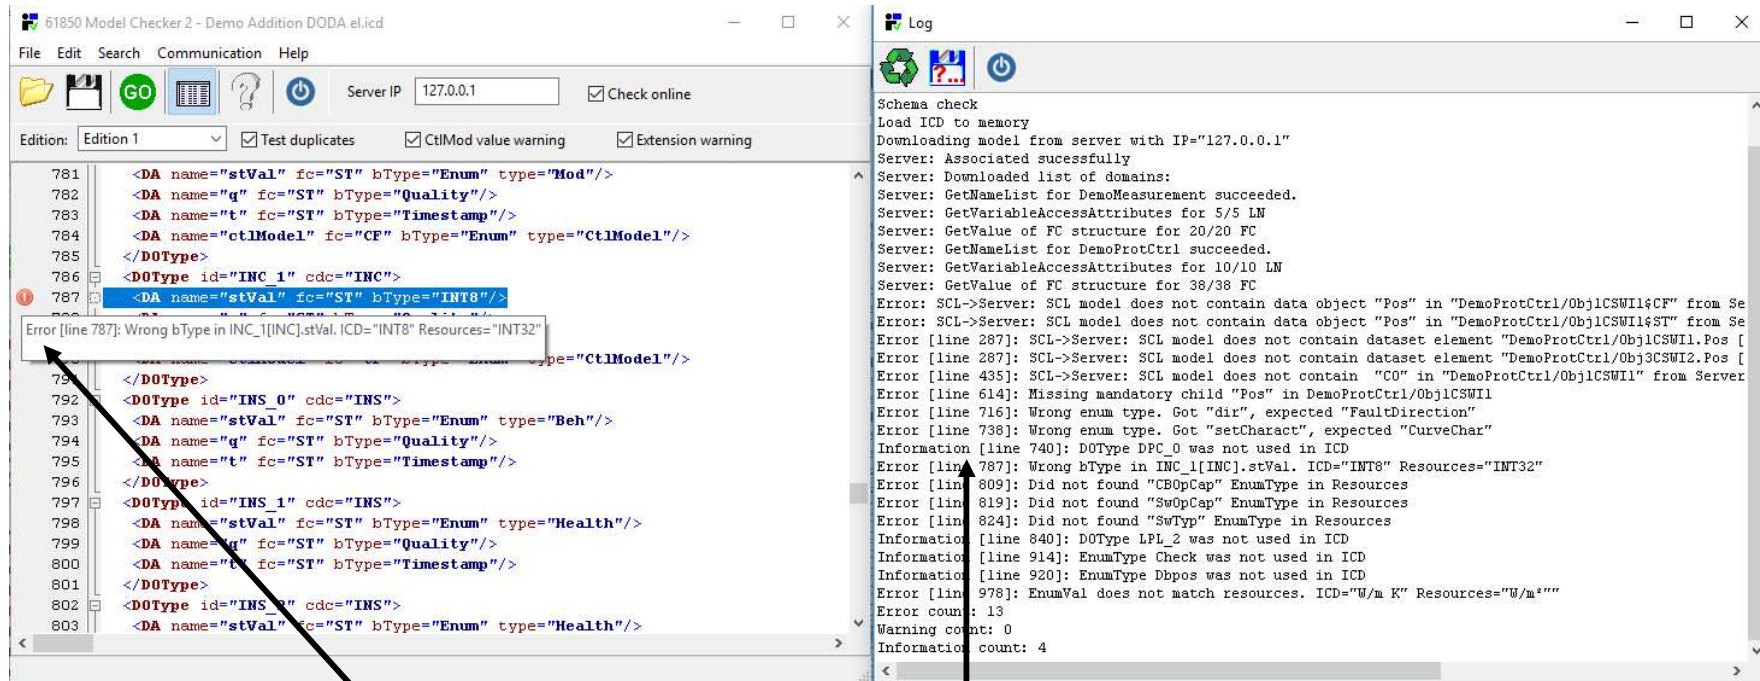 61850 Model Checker 2 - Demo Addition DODA el.icd
File Edit Search Communication Help
GO
Server IP 127.0.0.1 Check online
Edition: Edition 1 Test duplicates CtlMod value warning Extension warning
781 <DA name="stVal" fc="ST" bType="Enum" type="Mod"/>
782 <DA name="q" fc="ST" bType="Quality"/>
783 <DA name="t" fc="ST" bType="Timestamp"/>
784 <DA name="ctlModel" fc="CF" bType="Enum" type="CtlModel"/>
785 </DOType>
786 <DOType id="INC_1" cdc="INC">
787 <DA name="stVal" fc="ST" bType="INT8"/>
Error [line 787]: Wrong bType in INC_1[INC].stVal. ICD="INT8" Resources="INT32"
type="CtlModel"/>
</DOType>
792 <DOType id="INS_0" cdc="INS">
793 <DA name="stVal" fc="ST" bType="Enum" type="Beh"/>
794 <DA name="q" fc="ST" bType="Quality"/>
795 <DA name="t" fc="ST" bType="Timestamp"/>
796 </DOType>
797 <DOType id="INS_1" cdc="INS">
798 <DA name="stVal" fc="ST" bType="Enum" type="Health"/>
799 <DA name="q" fc="ST" bType="Quality"/>
800 <DA name="t" fc="ST" bType="Timestamp"/>
801 </DOType>
802 <DOType id="INS_2" cdc="INS">
803 <DA name="stVal" fc="ST" bType="Enum" type="Health"/>
Log
?...
Schema check
Load ICD to memory
Downloading model from server with IP="127.0.0.1"
Server: Associated sucessfully
Server: Downloaded list of domains:
Server: GetNameList for DemoMeasurement succeeded.
Server: GetVariableAccessAttributes for 5/5 LN
Server: GetValue of FC structure for 20/20 FC
Server: GetNameList for DemoProtCtrl succeeded.
Server: GetVariableAccessAttributes for 10/10 LN
Server: GetValue of FC structure for 38/38 FC
Error: SCL->Server: SCL model does not contain data object "Pos" in "DemoProtCtrl/Obj1CSWI1$CF" from Se
Error: SCL->Server: SCL model does not contain data object "Pos" in "DemoProtCtrl/Obj1CSWI1$ST" from Se
Error [line 287]: SCL->Server: SCL model does not contain dataset element "DemoProtCtrl/Obj1CSWI1.Pos [
Error [line 287]: SCL->Server: SCL model does not contain dataset element "DemoProtCtrl/Obj3CSWI2.Pos [
Error [line 435]: SCL->Server: SCL model does not contain "CO" in "DemoProtCtrl/Obj1CSWI1" from Server
Error [line 614]: Missing mandatory child "Pos" in DemoProtCtrl/Obj1CSWI1
Error [line 716]: Wrong enum type. Got "dir", expected "FaultDirection"
Error [line 738]: Wrong enum type. Got "setCharact", expected "CurveChar"
Information [line 740]: DOType DPC_0 was not used in ICD
Error [line 787]: Wrong bType in INC_1[INC].stVal. ICD="INT8" Resources="INT32"
Error [line 809]: Did not found "CBOpCap" EnumType in Resources
Error [line 819]: Did not found "SwOpCap" EnumType in Resources
Error [line 824]: Did not found "SwTyp" EnumType in Resources
Information [line 840]: DOType LPL_2 was not used in ICD
Information [line 914]: EnumType Check was not used in ICD
Information [line 920]: EnumType Dbpos was not used in ICD
Error [line 978]: EnumVal does not match resources. ICD="W/m K" Resources="W/m²""
Error count: 13
Warning count: 0
Information count: 4